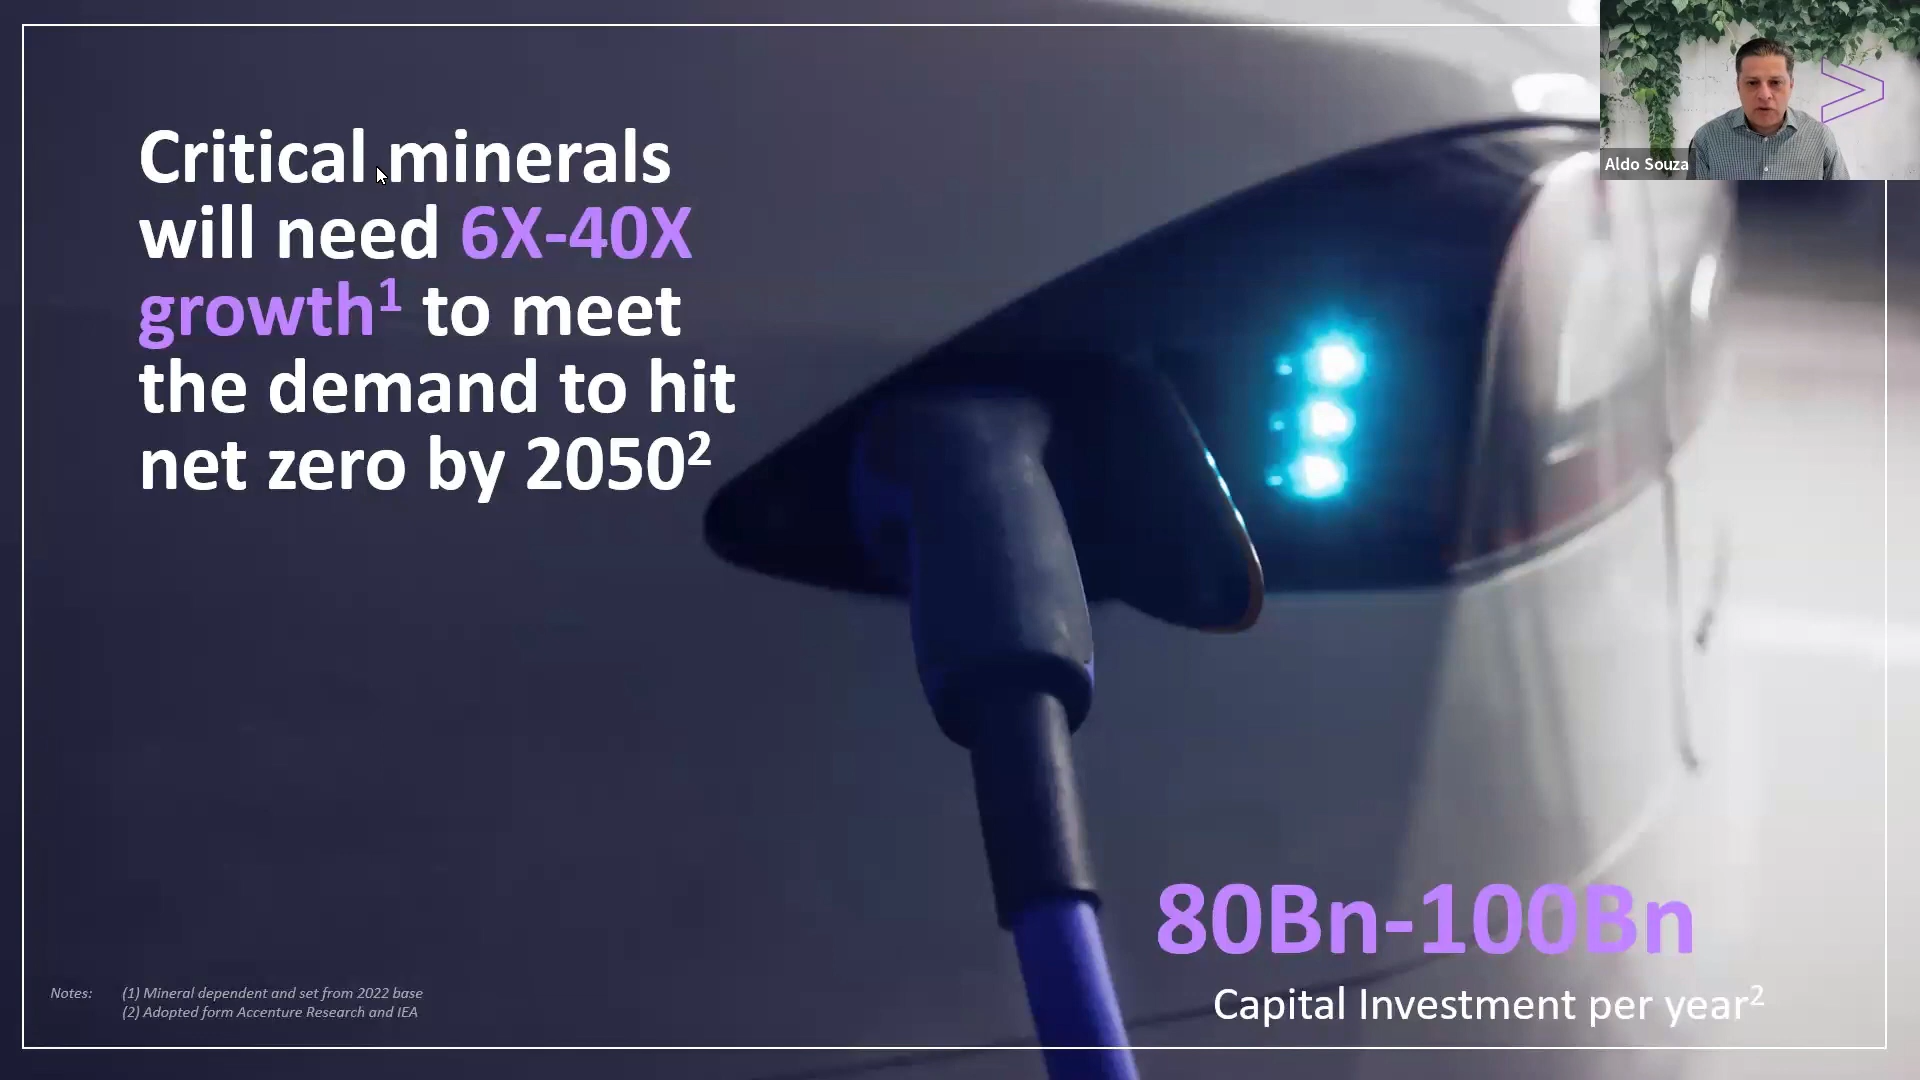 Critical minerals
will need 6X-40X
growth¹ to meet
the demand to hit
net zero by 2050²
Aldo Souza
80Bn-100Bn
Capital Investment per year²
Notes: (1) Mineral dependent and set from 2022 base
(2) Adopted form Accenture Research and IEA